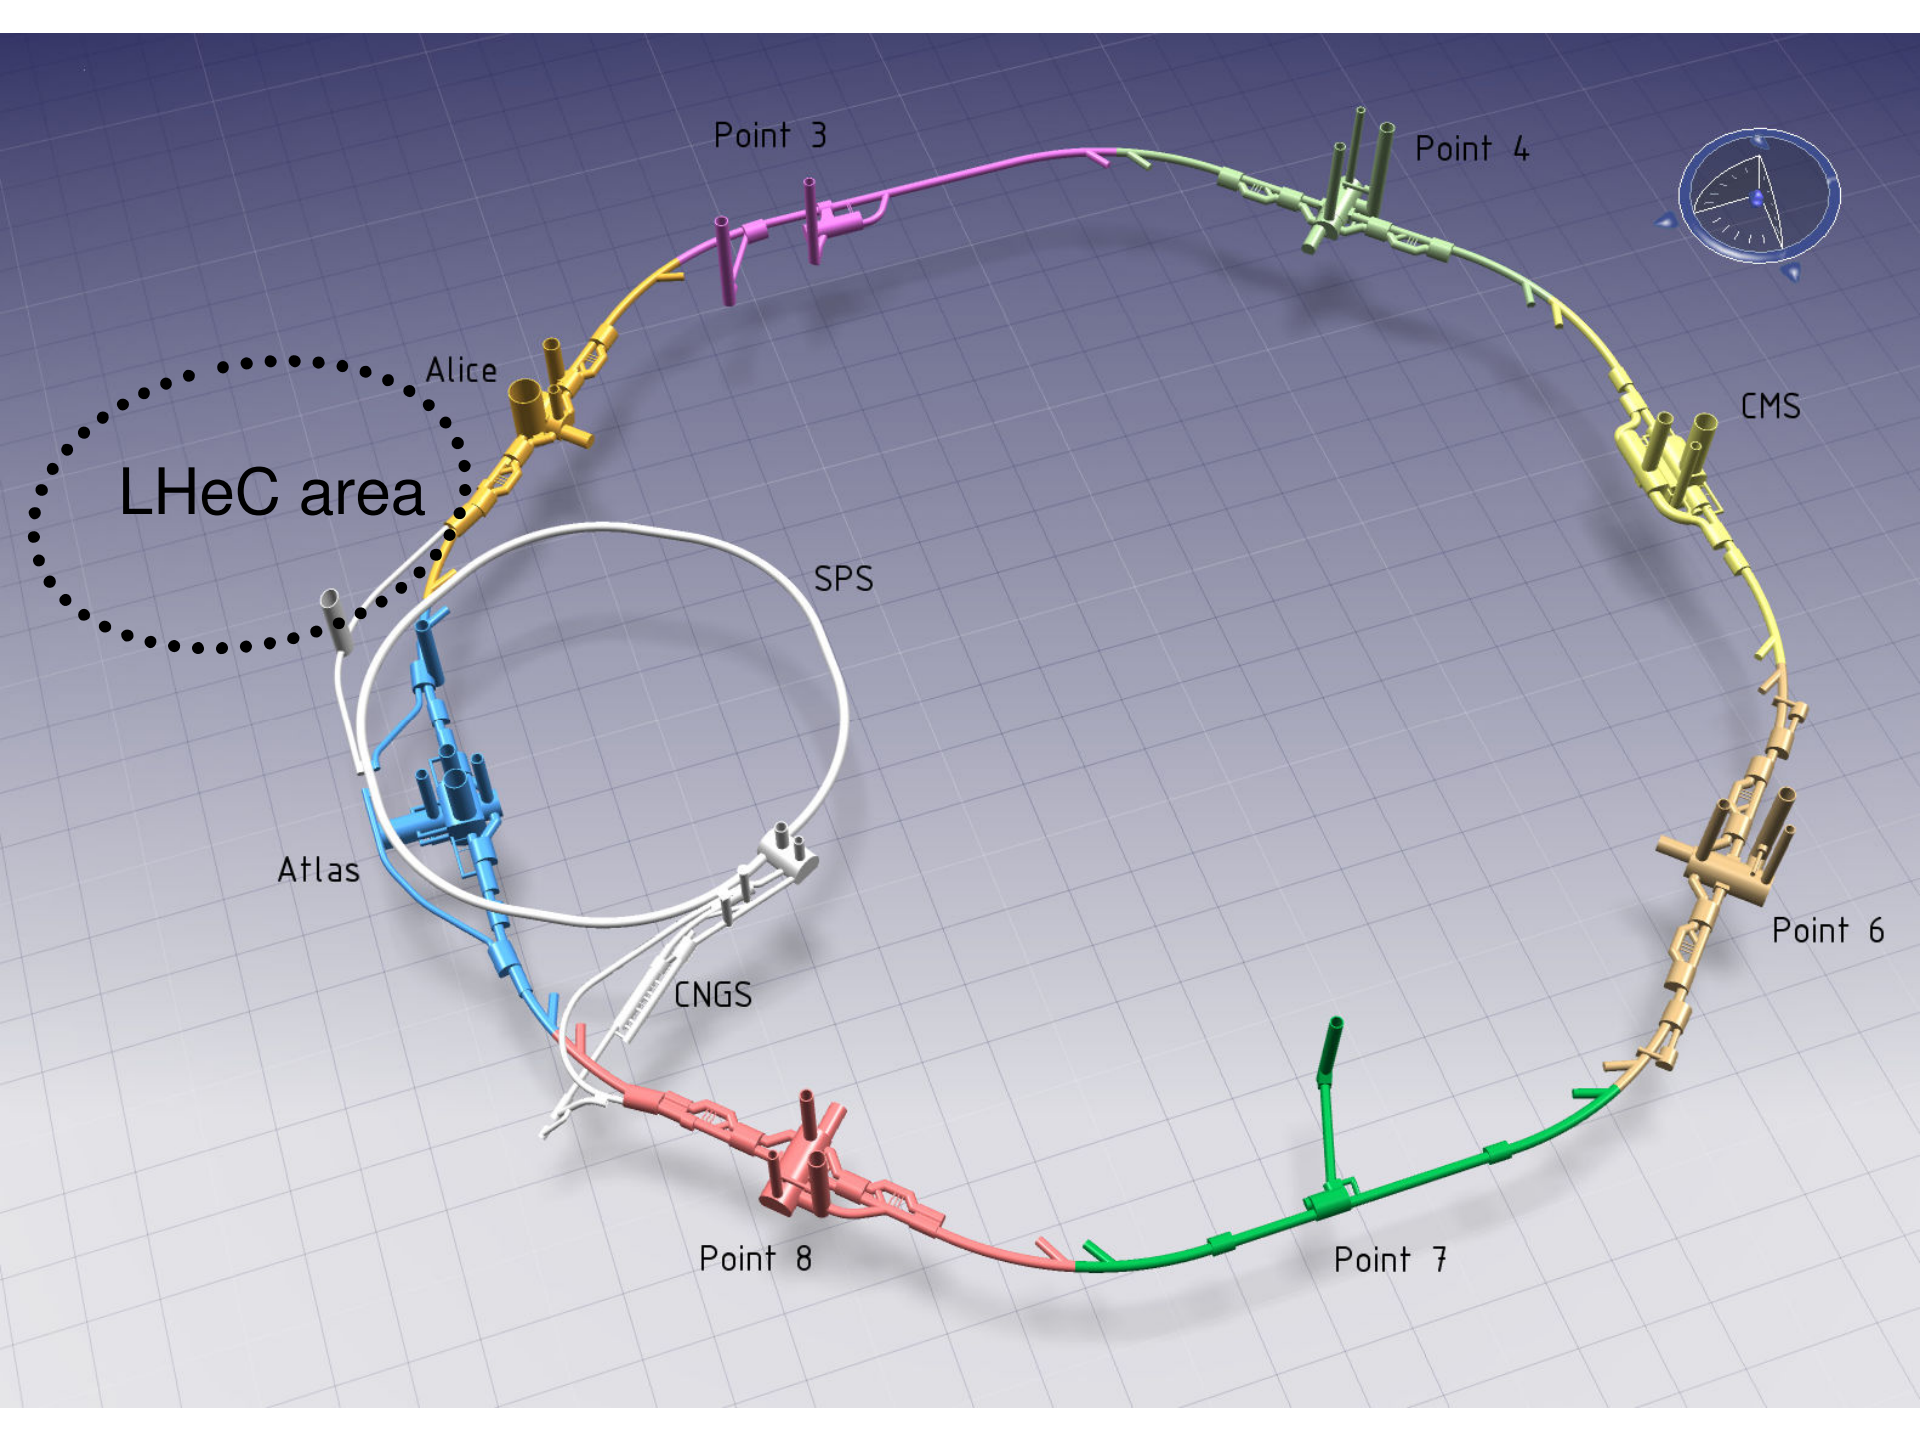 Point 3
Point 4
Alice
CMS
LHeC area
SPS
Atlas
Point 6
CNGS
Point 8
Point 7